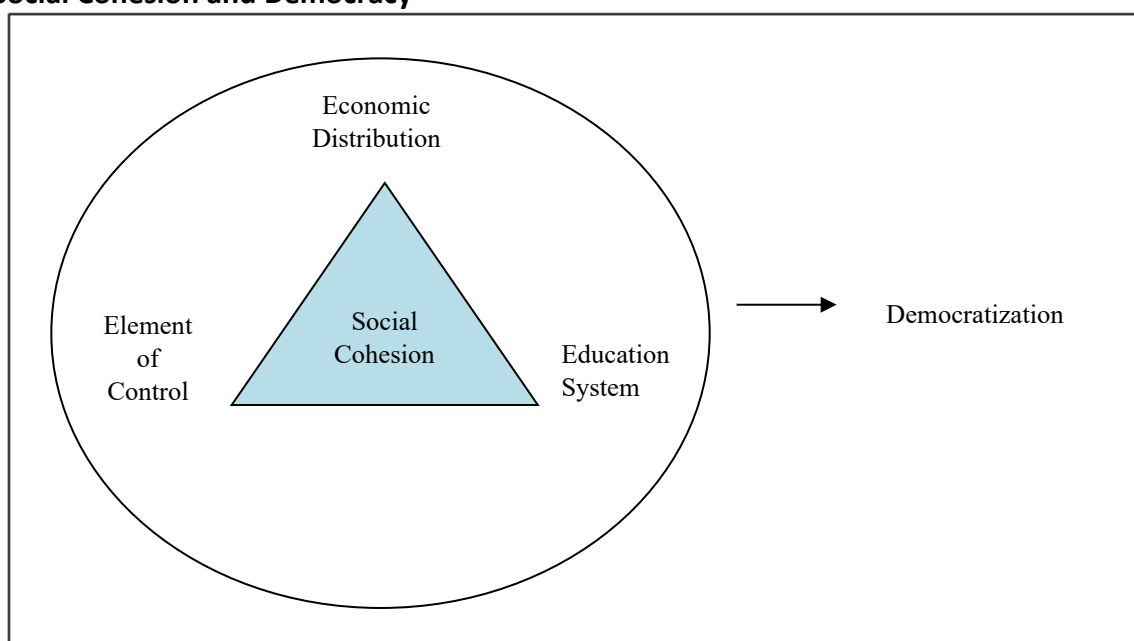 Social Cohesion and Democracy
Economic
Distribution
Element
of
Control
Social
Cohesion
Education
System
Democratization